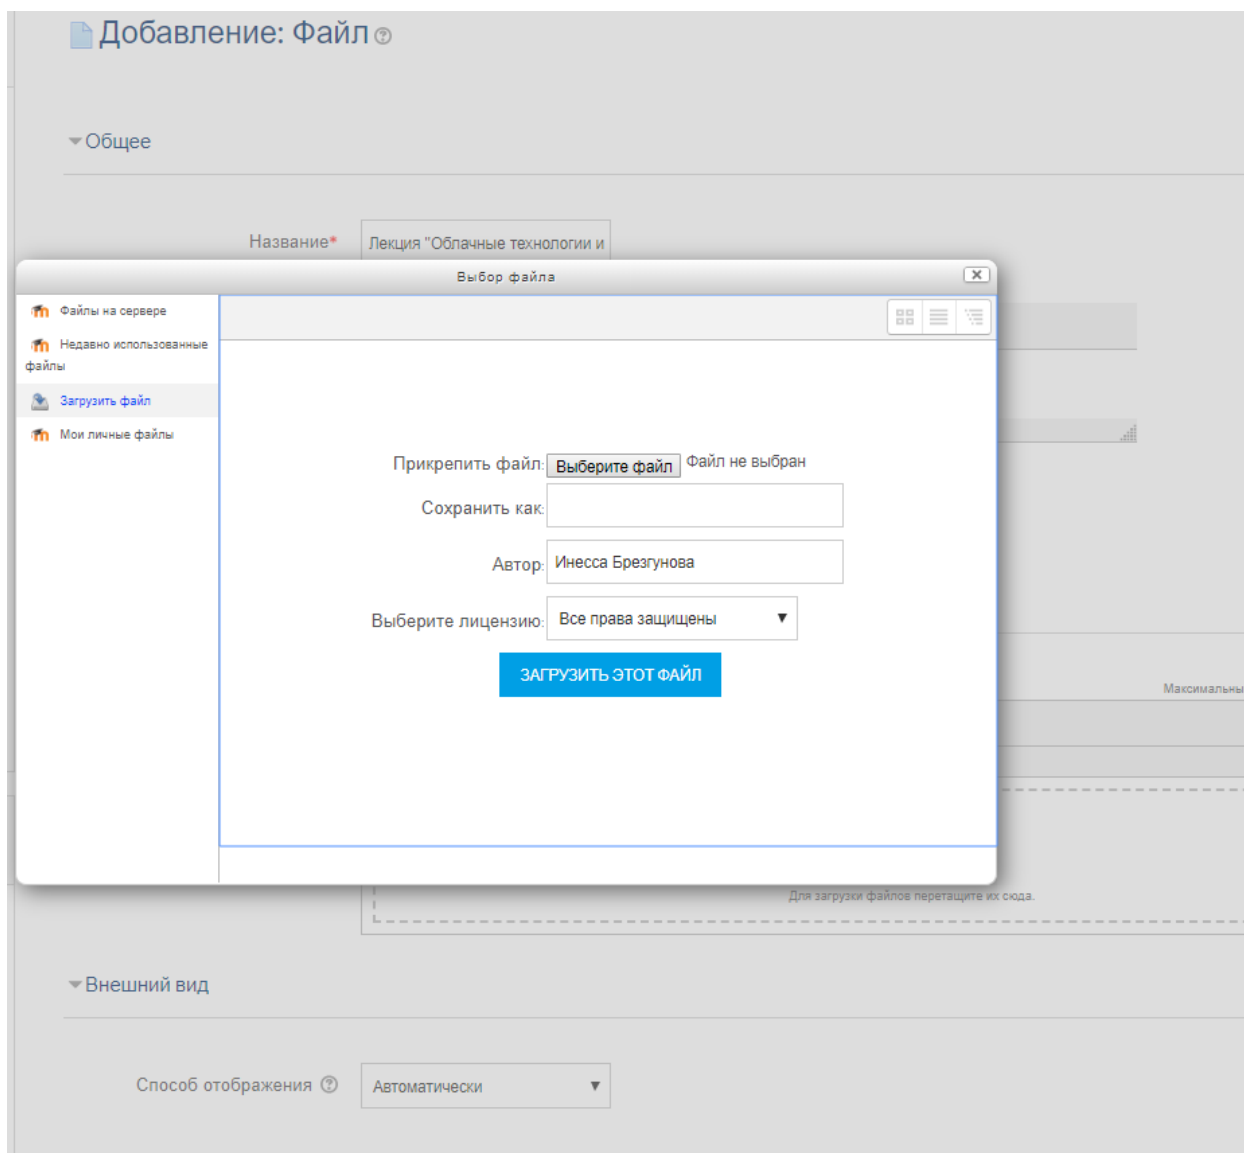 Добавление: Файл
Общее
Название*
Лекция "Облачные технологии и
Выбор файла
Файлы на сервере
Недавно использованные
файлы
Загрузить файл
Мои личные файлы
Прикрепить файл: Выберите файл Файл не выбран
Сохранить как:
Автор: Инесса Брезгунова
Выберите лицензию: Все права защищены
ЗАГРУЗИТЬ ЭТОТ ФАЙЛ
Максимальны
Для загрузки файлов перетащите их сюда.
Внешний вид
Способ отображения Автоматически